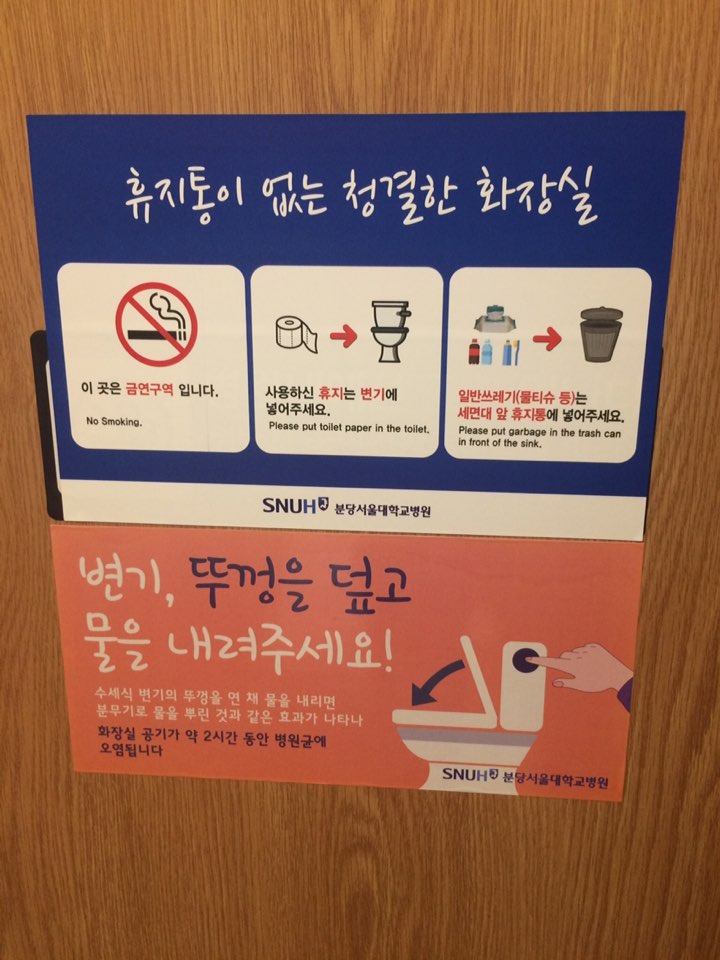 휴지통이 없는 청결한 화장실
이 곳은 금연구역 입니다.
No Smoking.
사용하신 휴지는 변기에
넣어주세요.
Please put toilet paper in the toilet.
일반쓰레기(물티슈 등)는
세면대 앞 휴지통에 넣어주세요.
Please put garbage in the trash can
in front of the sink.
SNUH 분당서울대학교병원
변기, 뚜껑을 덮고
물을 내려주세요!
수세식 변기의 뚜껑을 연 채 물을 내리면
분무기로 물을 뿌린 것과 같은 효과가 나타나
화장실 공기가 약 2시간 동안 병원균에
오염됩니다
SNUH 분당서울대학교병원